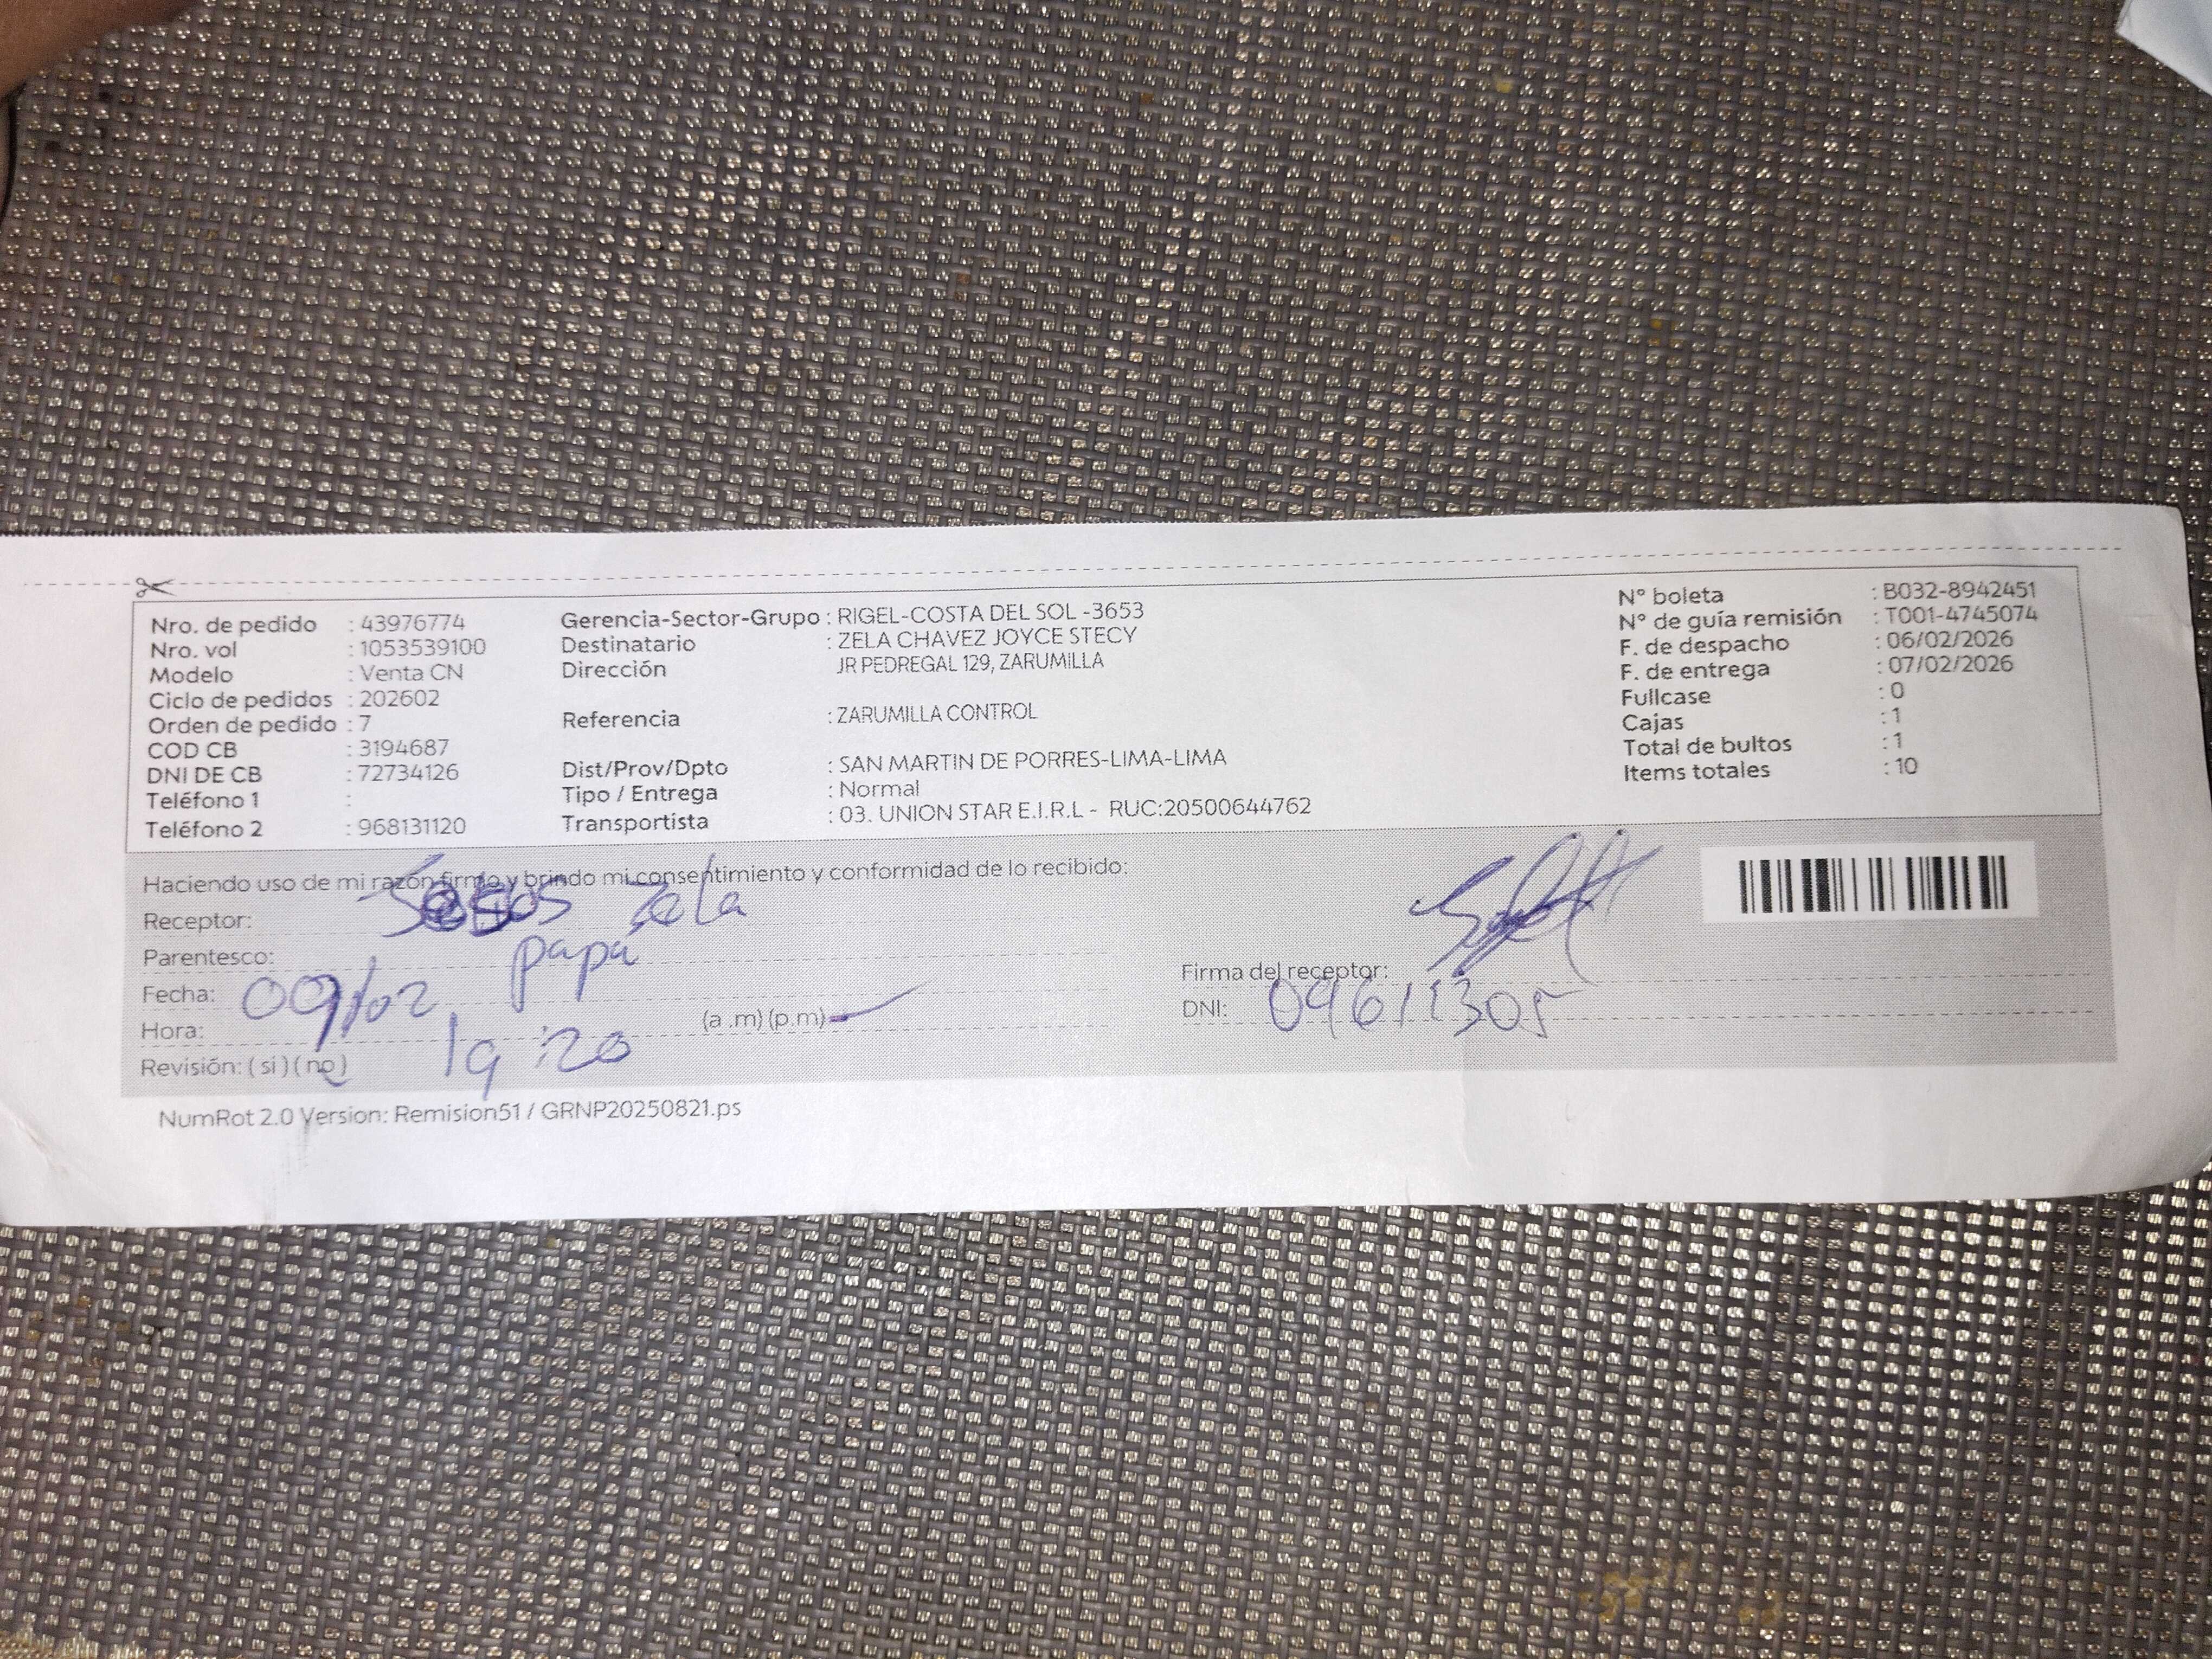 Nro. de pedido : 43976774
Nro. vol : 1053539100
Modelo : Venta CN
Ciclo de pedidos : 202602
Orden de pedido : 7
COD CB : 3194687
DNI DE CB : 72734126
Teléfono 1 :
Teléfono 2 : 968131120
Gerencia-Sector-Grupo : RIGEL-COSTA DEL SOL -3653
Destinatario : ZELA CHAVEZ JOYCE STECY
Dirección JR PEDREGAL 129, ZARUMILLA
Referencia : ZARUMILLA CONTROL
Dist/Prov/Dpto : SAN MARTIN DE PORRES-LIMA-LIMA
Tipo / Entrega : Normal
Transportista : 03. UNION STAR E.I.R.L - RUC:20500644762
N° boleta : B032-8942451
N° de guía remisión : T001-4745074
F. de despacho : 06/02/2026
F. de entrega : 07/02/2026
Fullcase : 0
Cajas : 1
Total de bultos : 1
Items totales : 10
Haciendo uso de mi razón firmo y brindo mi consentimiento y conformidad de lo recibido:
Receptor: Zela
Parentesco: papá
Fecha: 09/02
Hora: 19:20 (a.m) (p.m)
Revisión: ( si ) ( no )
Firma del receptor:
DNI: 09611305
NumRot 2.0 Version: Remision51 / GRNP20250821.ps